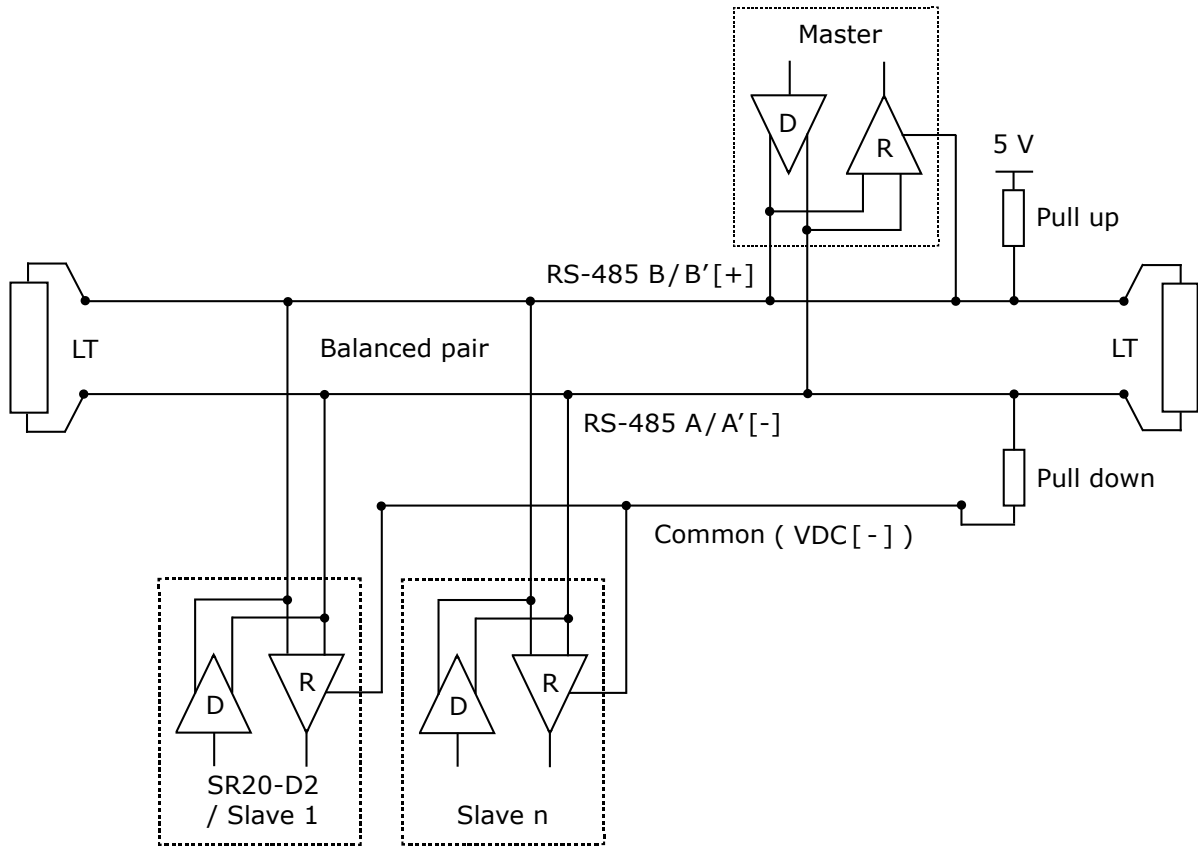 Master
D
R
5 V
Pull up
RS-485 B/B’[+]
LT
Balanced pair
LT
RS-485 A/A’[-]
Pull down
Common ( VDC[-] )
D
R
D
R
SR20-D2
/ Slave 1
Slave n